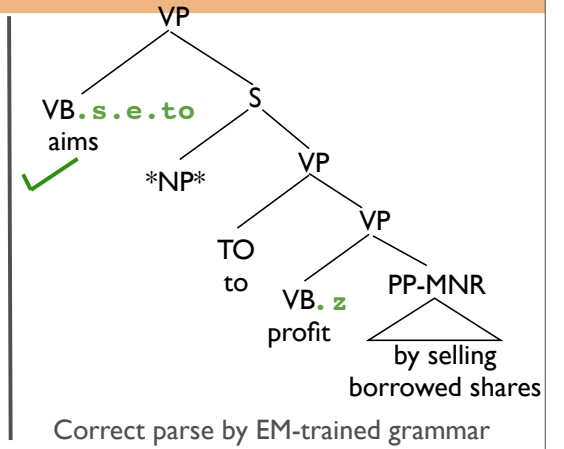 VP
VB.s.e.to
S
aims
*NP*
VP
TO
VP
to
VB.z
PP-MNR
profit
by selling
borrowed shares
Correct parse by EM-trained grammar